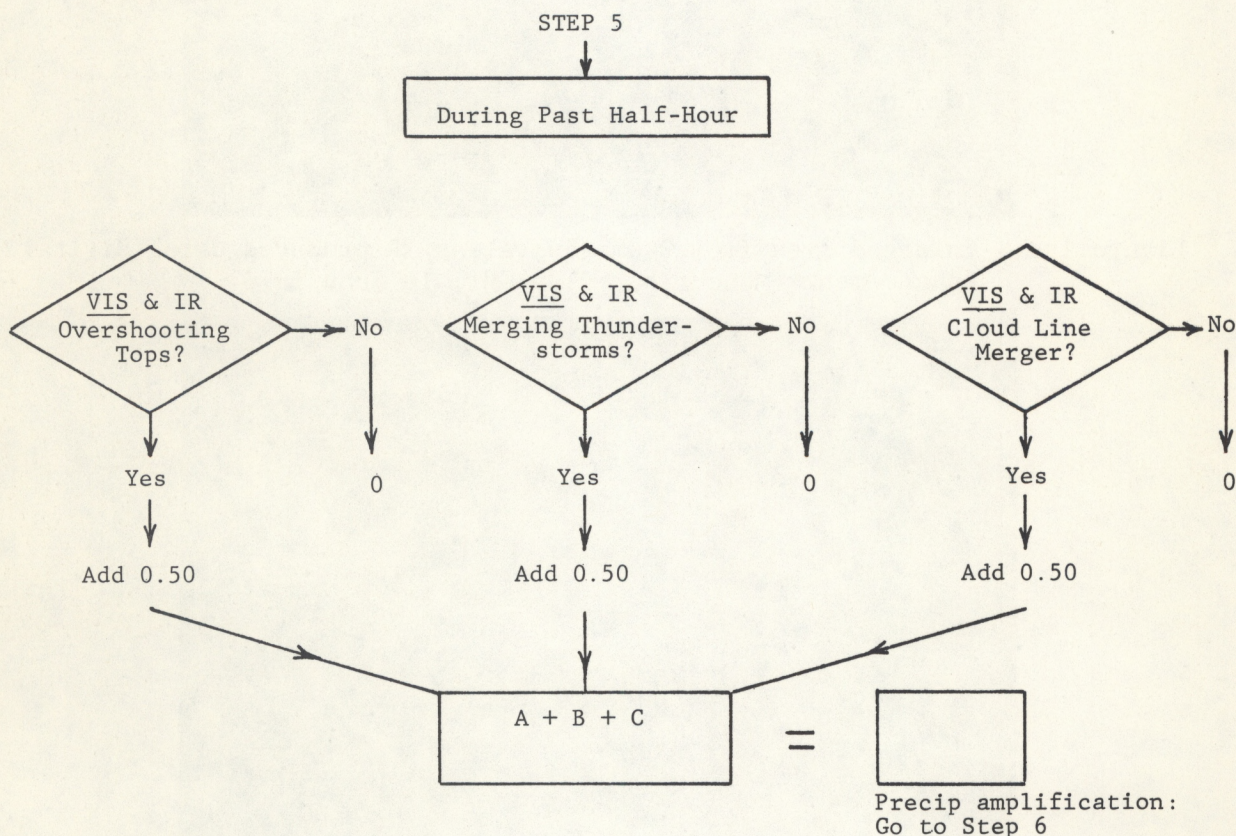 STEP 5
During Past Half-Hour
VIS & IR
Overshooting
Tops?
No
0
Yes
Add 0.50
VIS & IR
Merging Thunder-
storms?
No
0
Yes
Add 0.50
VIS & IR
Cloud Line
Merger?
No
0
Yes
Add 0.50
A + B + C
=
Precip amplification:
Go to Step 6